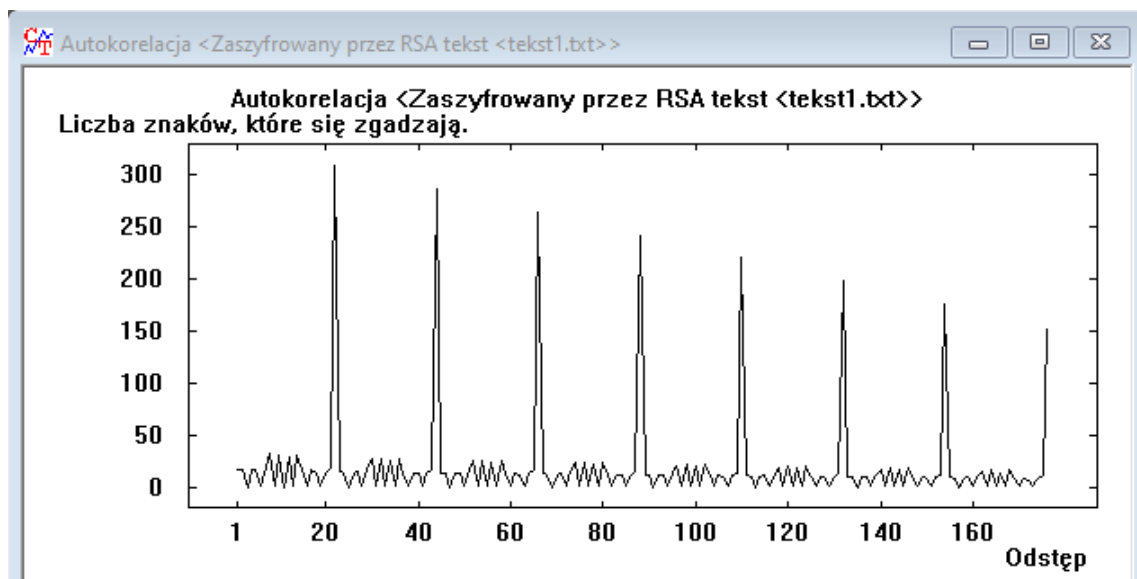 Autokorelacja <Zaszyfrowany przez RSA tekst <tekst1.txt>>
Autokorelacja <Zaszyfrowany przez RSA tekst <tekst1.txt>>
Liczba znaków, które się zgadzają.
300
250
200
150
100
50
0
1 20 40 60 80 100 120 140 160
Odstęp